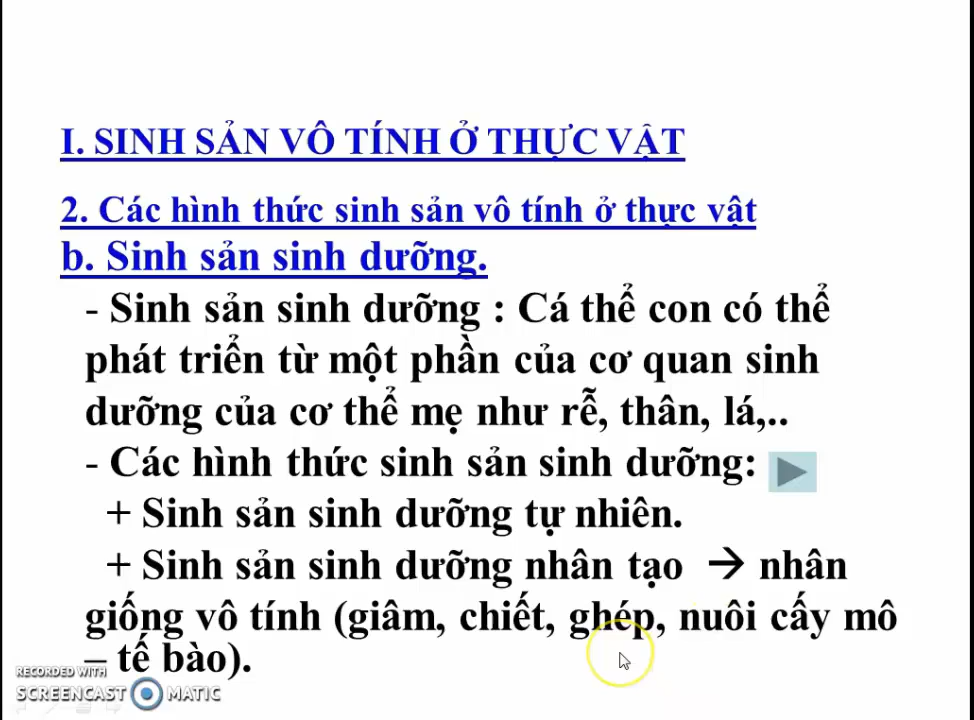 I. SINH SẢN VÔ TÍNH Ở THỰC VẬT
2. Các hình thức sinh sản vô tính ở thực vật
b. Sinh sản sinh dưỡng.
- Sinh sản sinh dưỡng : Cá thể con có thể
phát triển từ một phần của cơ quan sinh
dưỡng của cơ thể mẹ như rễ, thân, lá,..
- Các hình thức sinh sản sinh dưỡng:
+ Sinh sản sinh dưỡng tự nhiên.
+ Sinh sản sinh dưỡng nhân tạo → nhân
giống vô tính (giâm, chiết, ghép, nuôi cấy mô
– tế bào).
RECORDED WITH
SCREENCAST MATIC